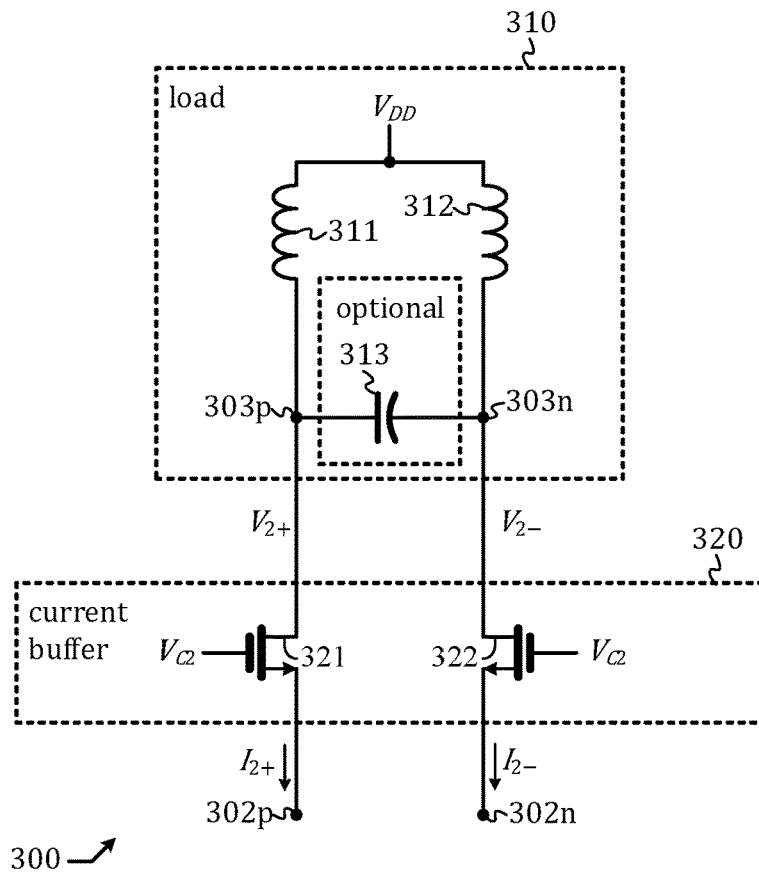 310
load
V_DD
311
312
optional
313
303p
303n
V_2+
V_2−
320
current
buffer
V_C2
321
322
V_C2
I_2+
I_2−
302p
302n
300